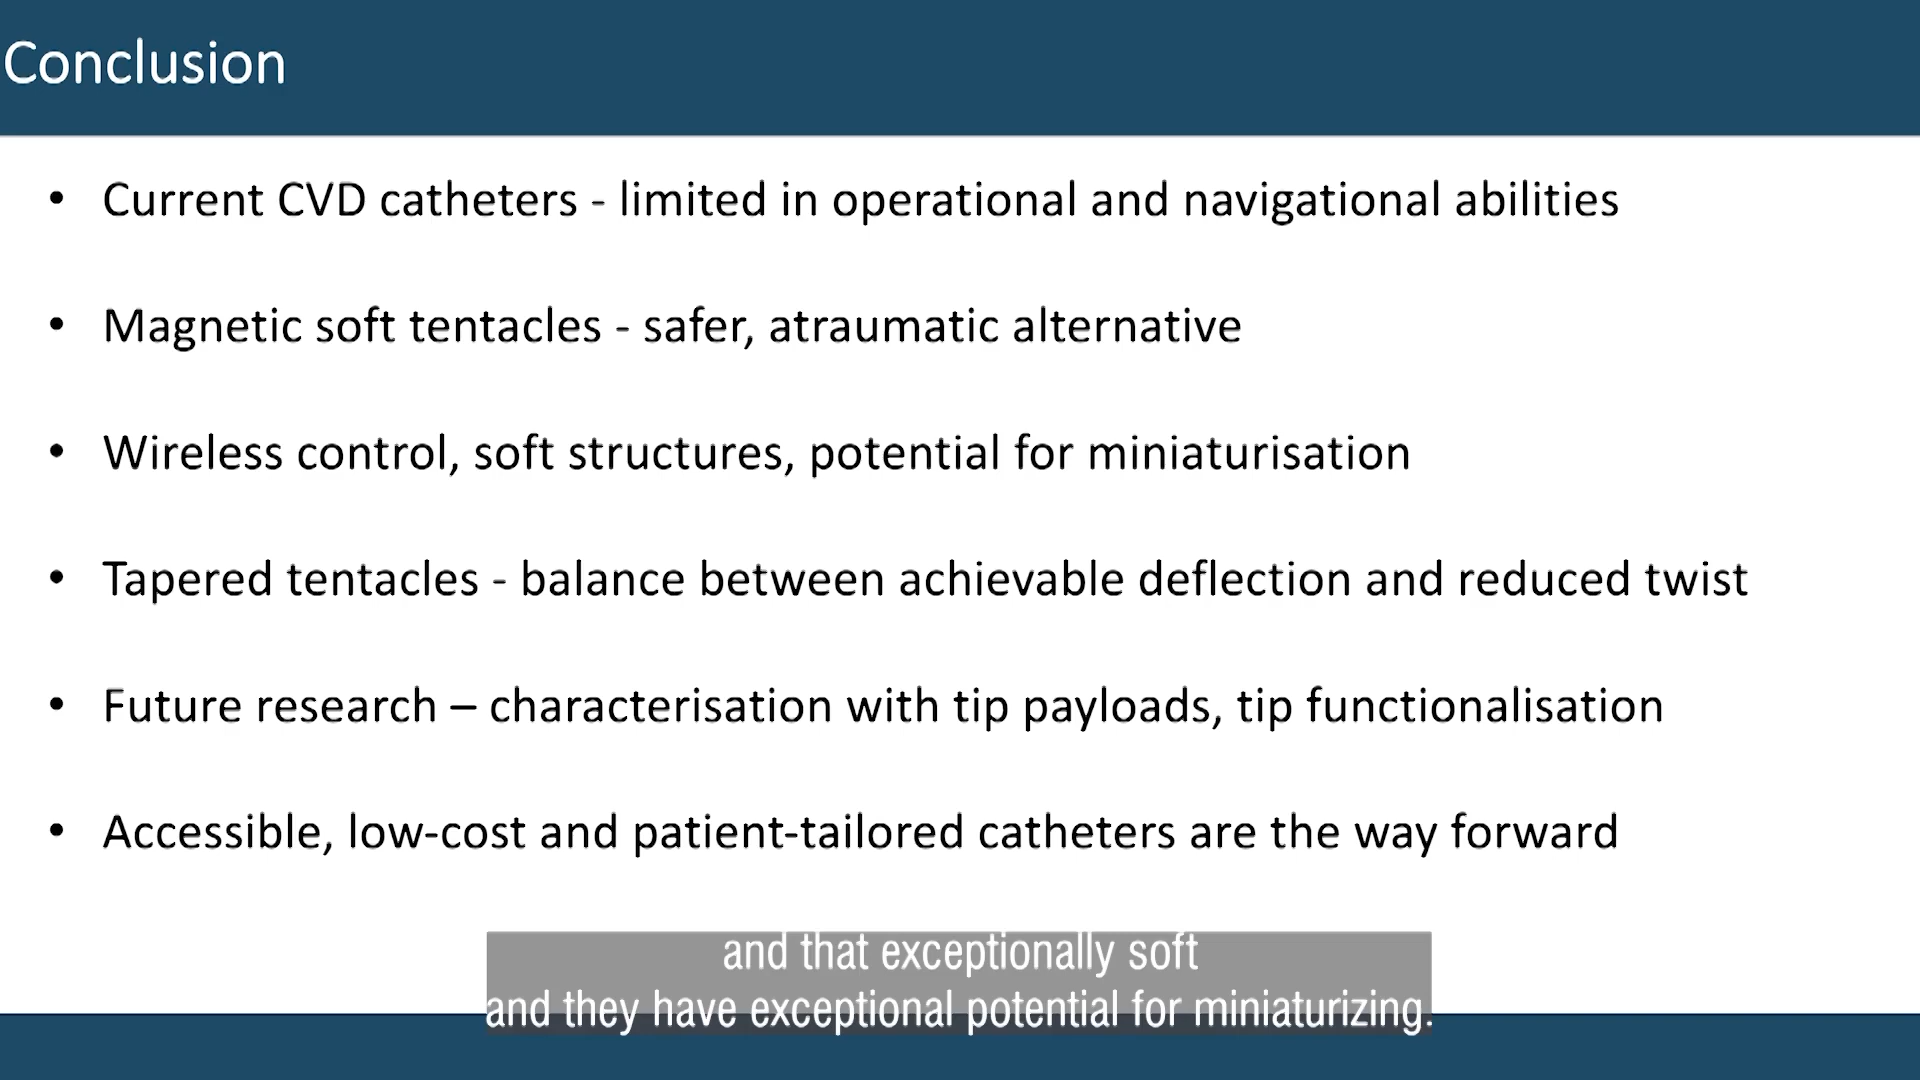 Conclusion
• Current CVD catheters - limited in operational and navigational abilities
• Magnetic soft tentacles - safer, atraumatic alternative
• Wireless control, soft structures, potential for miniaturisation
• Tapered tentacles - balance between achievable deflection and reduced twist
• Future research – characterisation with tip payloads, tip functionalisation
• Accessible, low-cost and patient-tailored catheters are the way forward
and that exceptionally soft
and they have exceptional potential for miniaturizing.